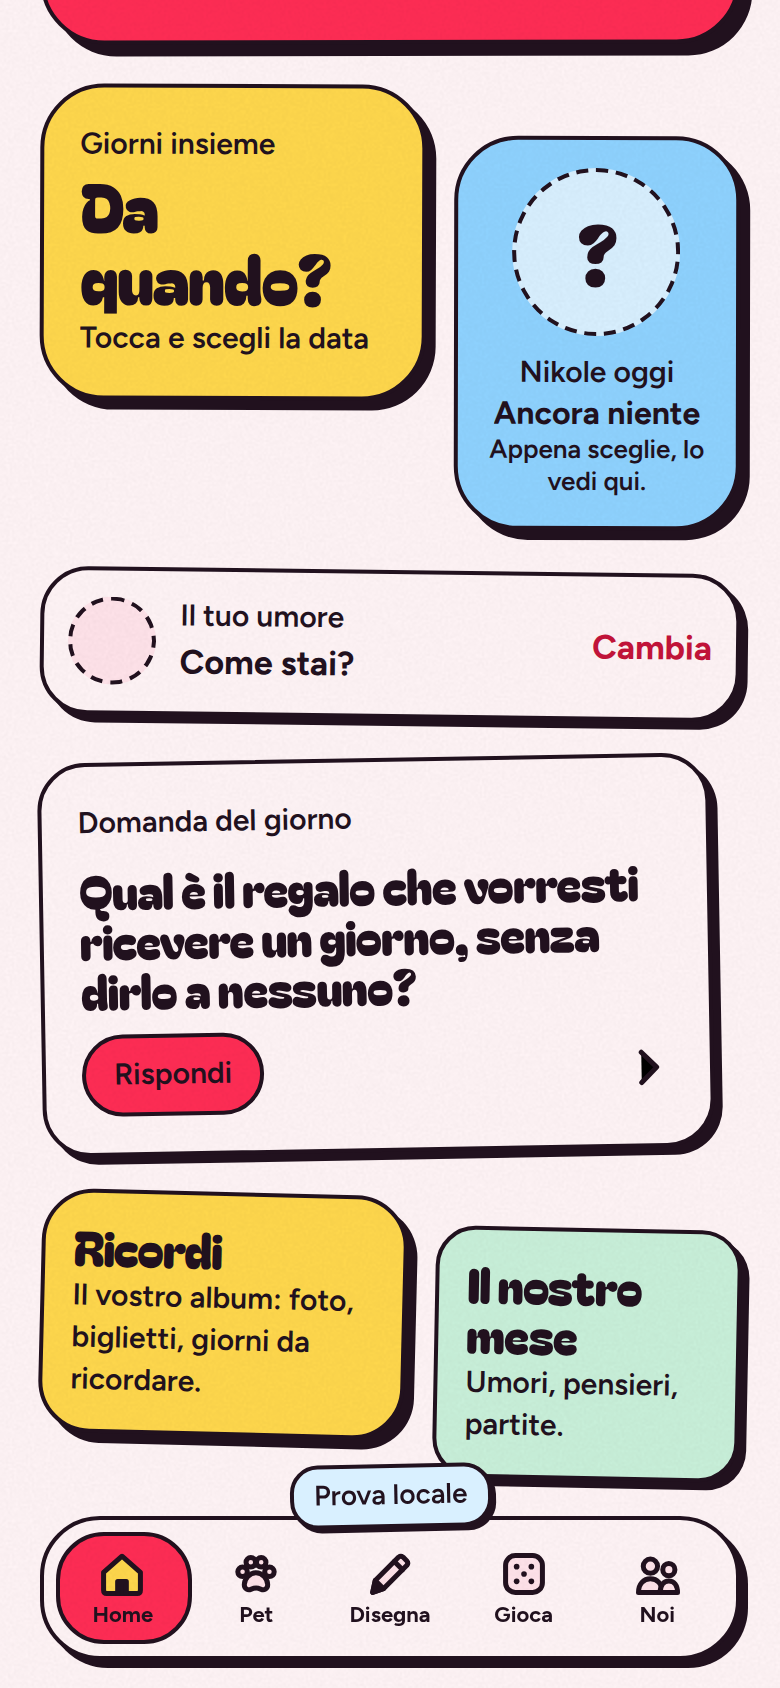 Giorni insieme
Da
quando?
Tocca e scegli la data
?
Nikole oggi
Ancora niente
Appena sceglie, lo
vedi qui.
Il tuo umore
Come stai?
Cambia
Domanda del giorno
Qual è il regalo che vorresti
ricevere un giorno, senza
dirlo a nessuno?
Rispondi
Ricordi
Il vostro album: foto,
biglietti, giorni da
ricordare.
Il nostro
mese
Umori, pensieri,
partite.
Prova locale
Home
Pet
Disegna
Gioca
Noi